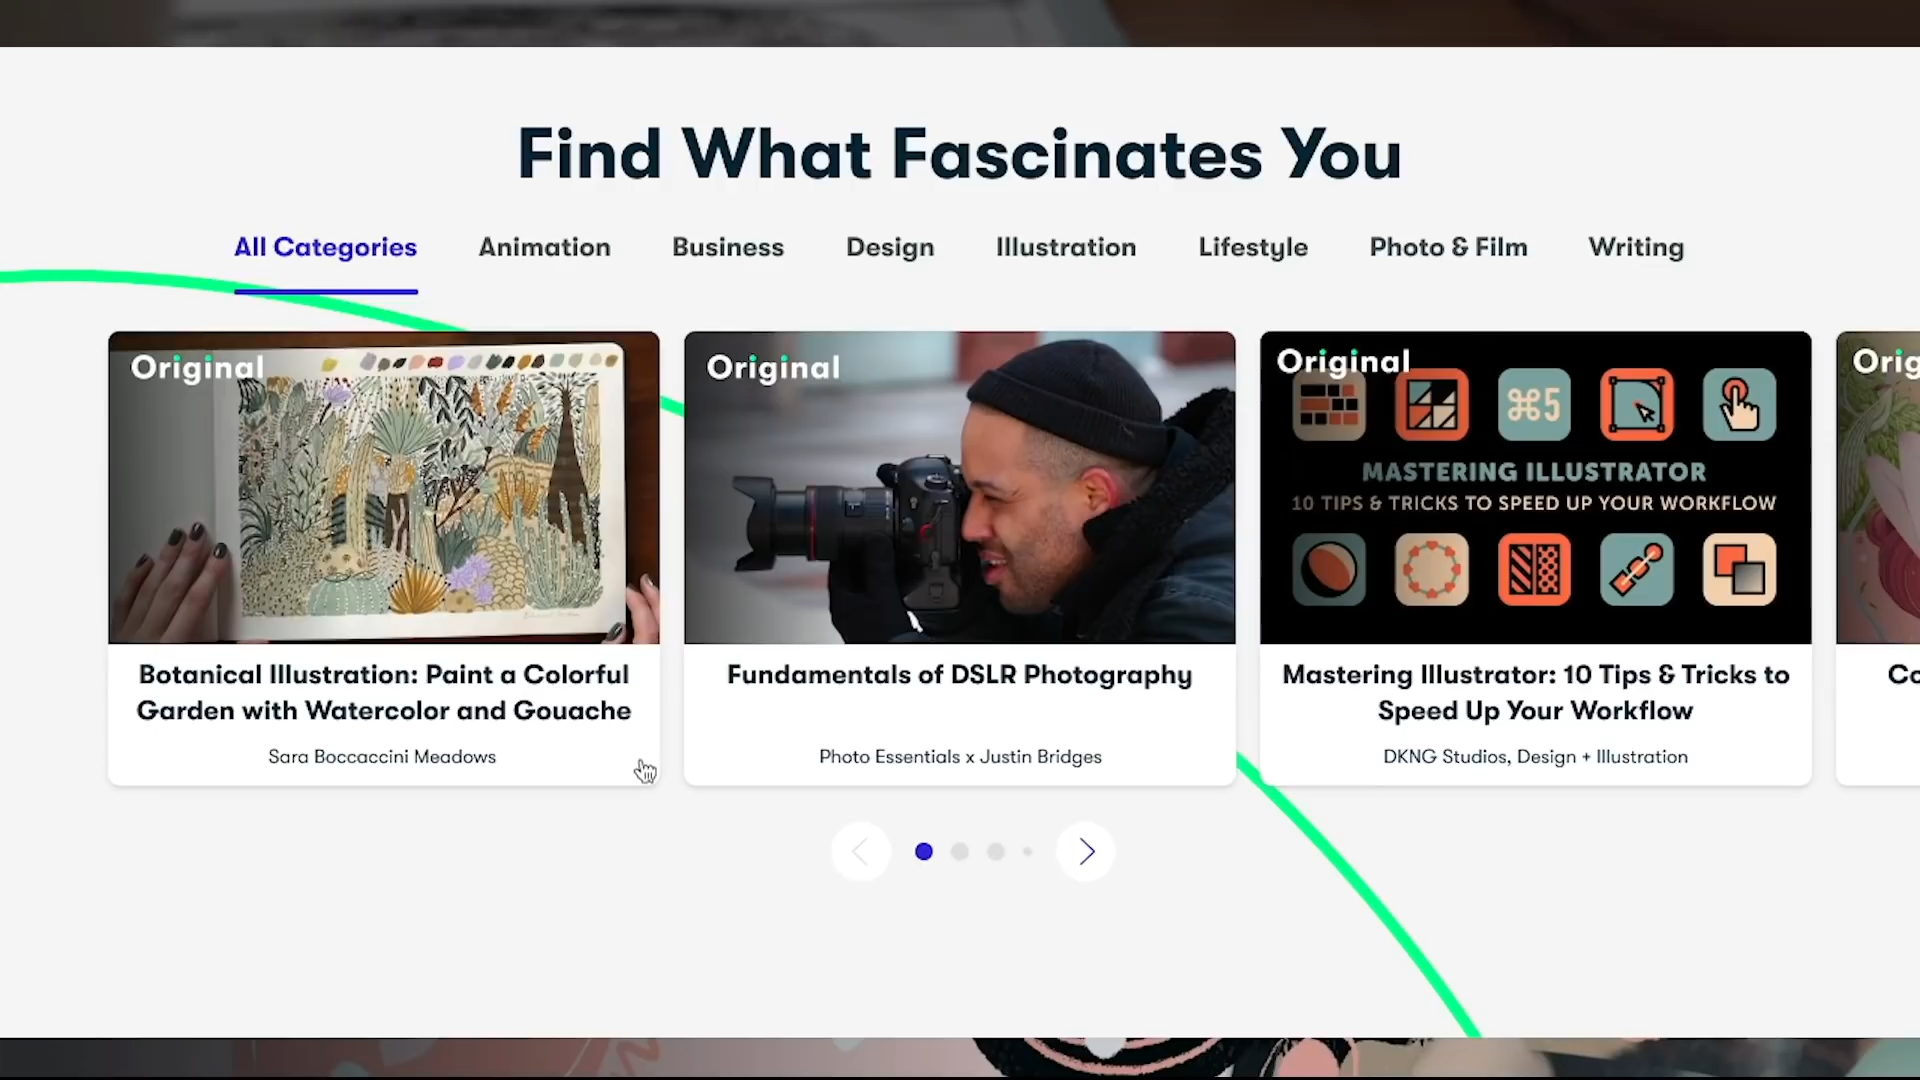 Find What Fascinates You
All Categories Animation Business Design Illustration Lifestyle Photo & Film Writing
Original
Botanical Illustration: Paint a Colorful
Garden with Watercolor and Gouache
Sara Boccaccini Meadows
Original
Fundamentals of DSLR Photography
Photo Essentials x Justin Bridges
Original
⌘5
MASTERING ILLUSTRATOR
10 TIPS & TRICKS TO SPEED UP YOUR WORKFLOW
Mastering Illustrator: 10 Tips & Tricks to
Speed Up Your Workflow
DKNG Studios, Design + Illustration
Orig
Co